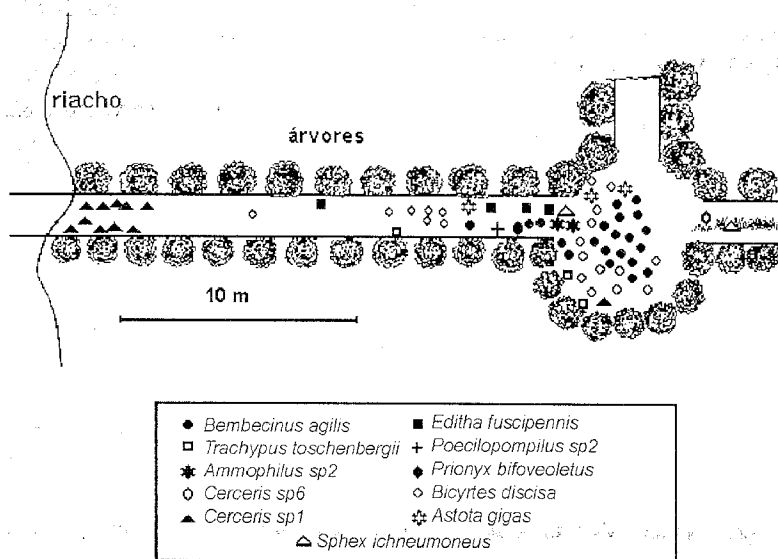 riacho
árvores
10 m
Bembecinus agilis
Editha fuscipennis
Trachypus toschenbergii
Poecilopompilus sp2
Ammophilus sp2
Prionyx bifoveoletus
Cerceris sp6
Bicyrtes discisa
Cerceris sp1
Astota gigas
Sphex ichneumoneus